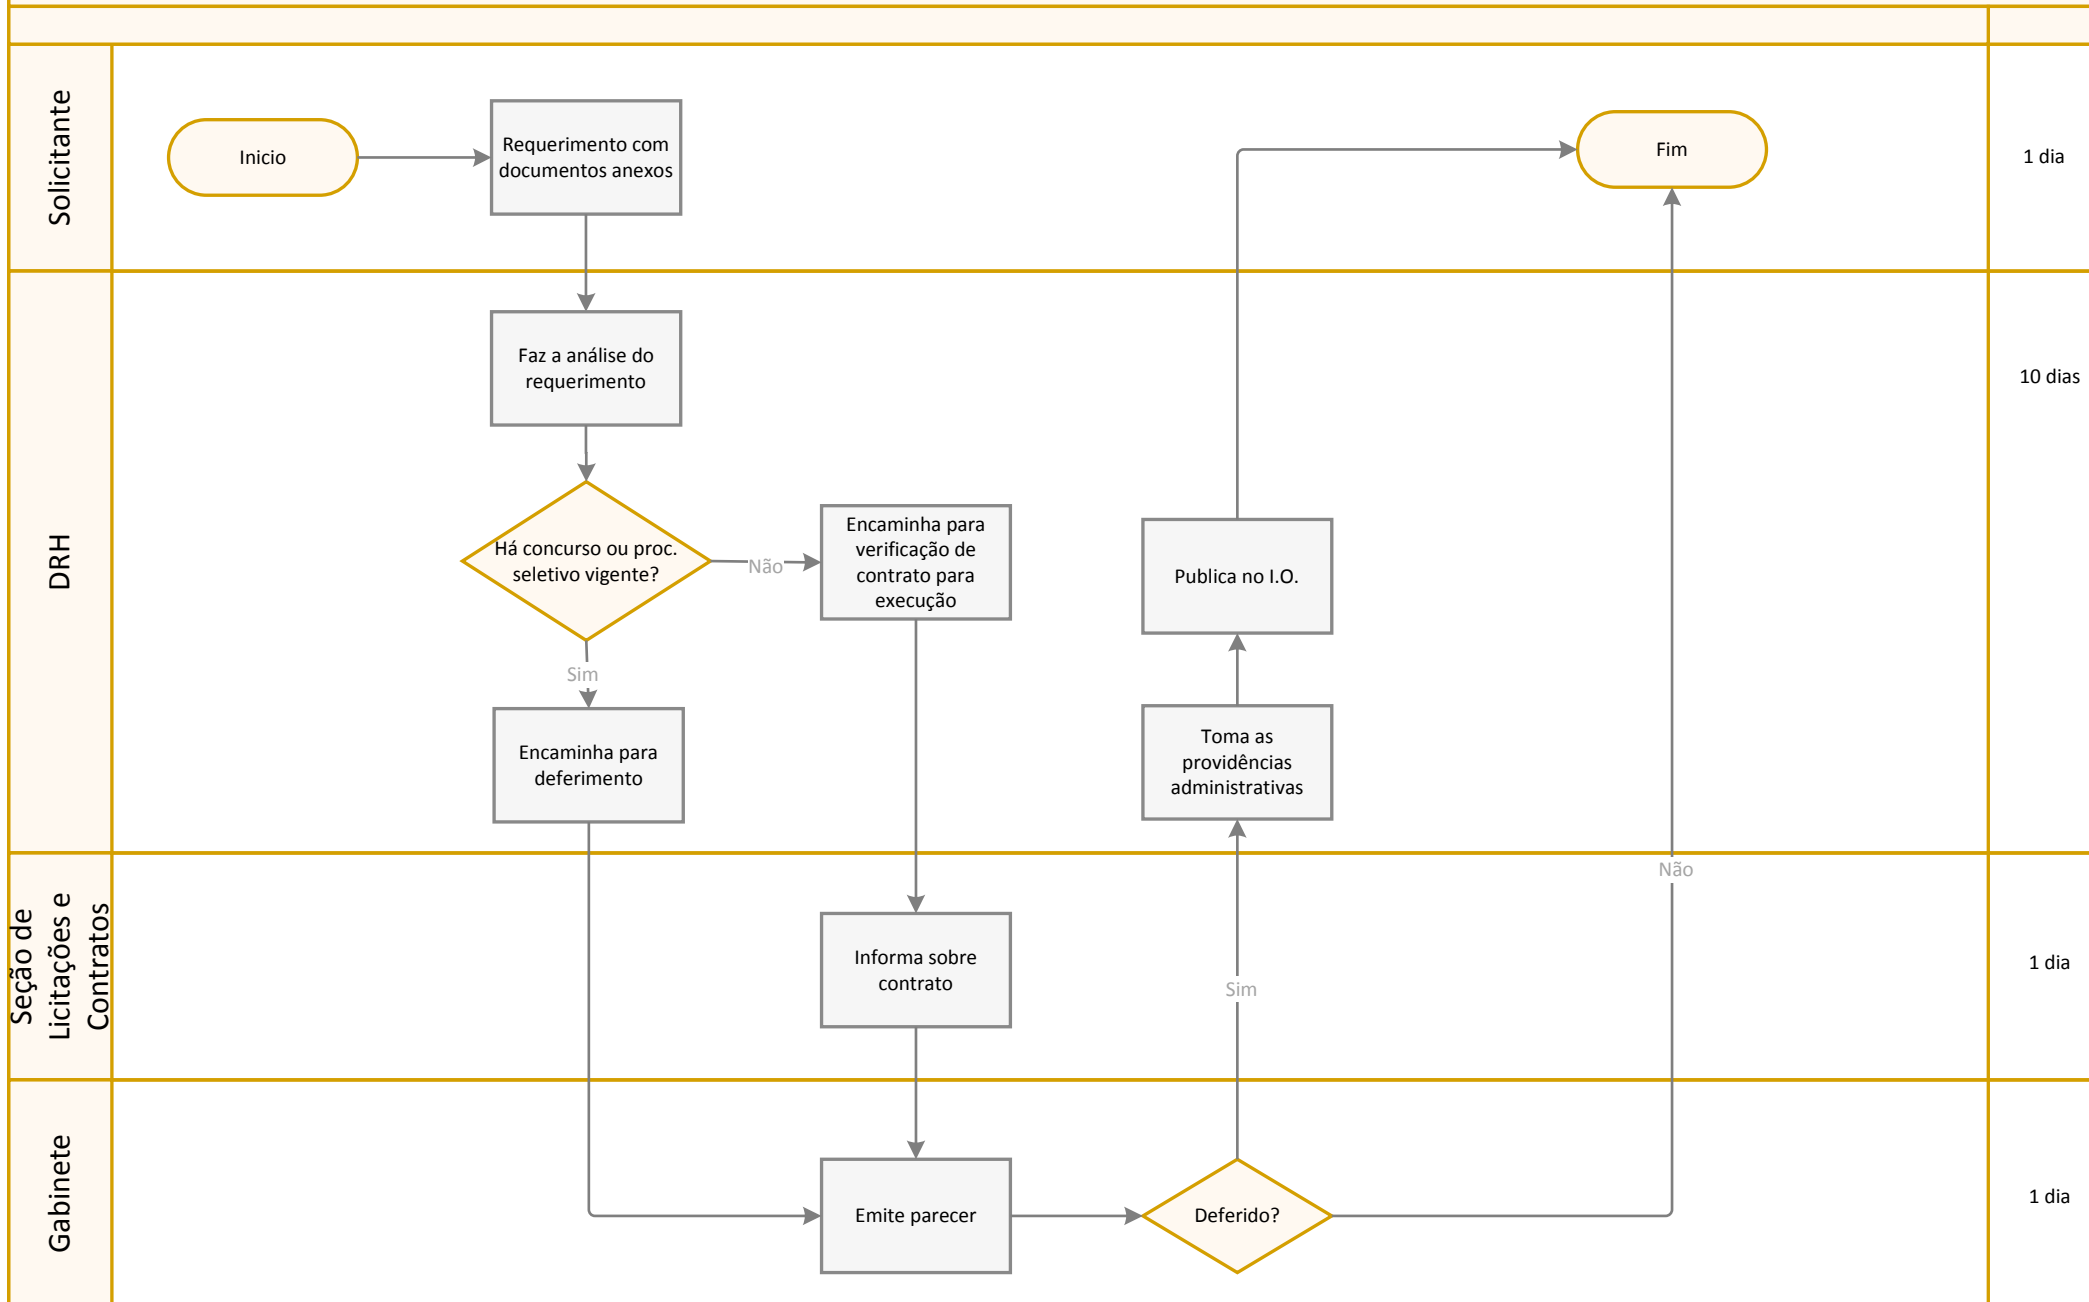 Solicitante
Inicio
Requerimento com
documentos anexos
Fim
1 dia
DRH
Faz a análise do
requerimento
10 dias
Há concurso ou proc.
seletivo vigente?
Não
Encaminha para
verificação de
contrato para
execução
Publica no I.O.
Sim
Encaminha para
deferimento
Toma as
providências
administrativas
Não
Seção de
Licitações e
Contratos
Informa sobre
contrato
Sim
1 dia
Gabinete
Emite parecer
Deferido?
1 dia